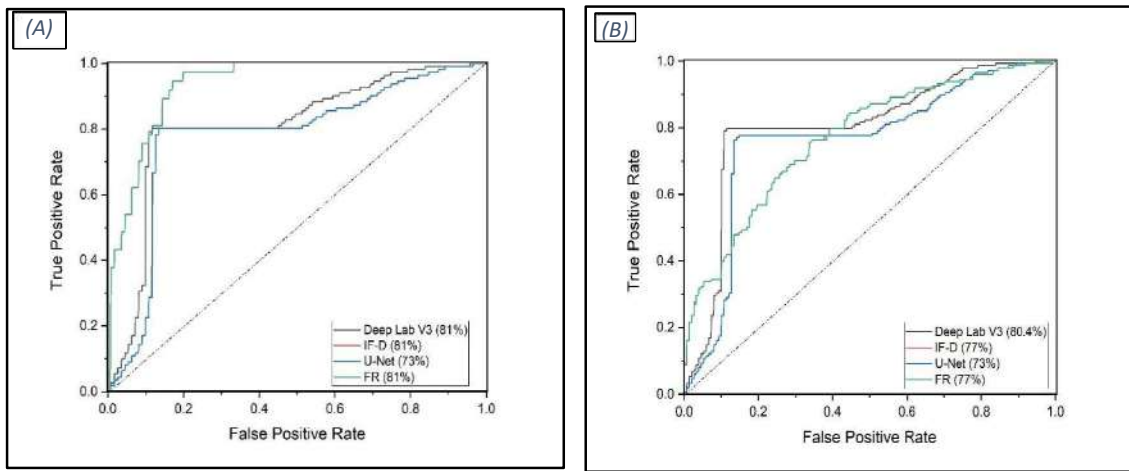 (A)
1.0
0.8
0.6
0.4
0.2
0.0
True Positive Rate
Deep Lab V3 (81%)
IF-D (81%)
U-Net (73%)
FR (81%)
0.0 0.2 0.4 0.6 0.8 1.0
False Positive Rate
(B)
1.0
0.8
0.6
0.4
0.2
0.0
True Positive Rate
Deep Lab V3 (80.4%)
IF-D (77%)
U-Net (73%)
FR (77%)
0.0 0.2 0.4 0.6 0.8 1.0
False Positive Rate